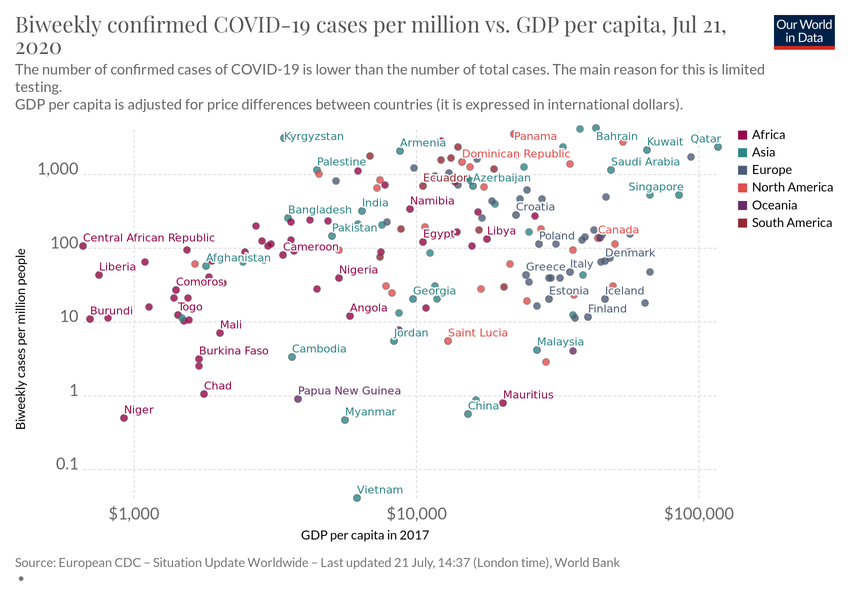 Biweekly confirmed COVID-19 cases per million vs. GDP per capita, Jul 21,
2020
Our World
in Data
The number of confirmed cases of COVID-19 is lower than the number of total cases. The main reason for this is limited
testing.
GDP per capita is adjusted for price differences between countries (it is expressed in international dollars).
Kyrgyzstan
Armenia
Panama
Bahrain
Kuwait
Qatar
Dominican Republic
Palestine
Saudi Arabia
Ecuador
Azerbaijan
Singapore
Bangladesh
India
Namibia
Croatia
Pakistan
Central African Republic
Cameroon
Egypt
Libya
Poland
Canada
Afghanistan
Denmark
Liberia
Nigeria
Greece
Italy
Comoros
Georgia
Estonia
Iceland
Burundi
Togo
Angola
Finland
Mali
Jordan
Saint Lucia
Burkina Faso
Cambodia
Malaysia
Chad
Papua New Guinea
Mauritius
Niger
Myanmar
China
Vietnam
1,000
100
10
1
0.1
Biweekly cases per million people
$1,000
$10,000
$100,000
GDP per capita in 2017
Africa
Asia
Europe
North America
Oceania
South America
Source: European CDC – Situation Update Worldwide – Last updated 21 July, 14:37 (London time), World Bank